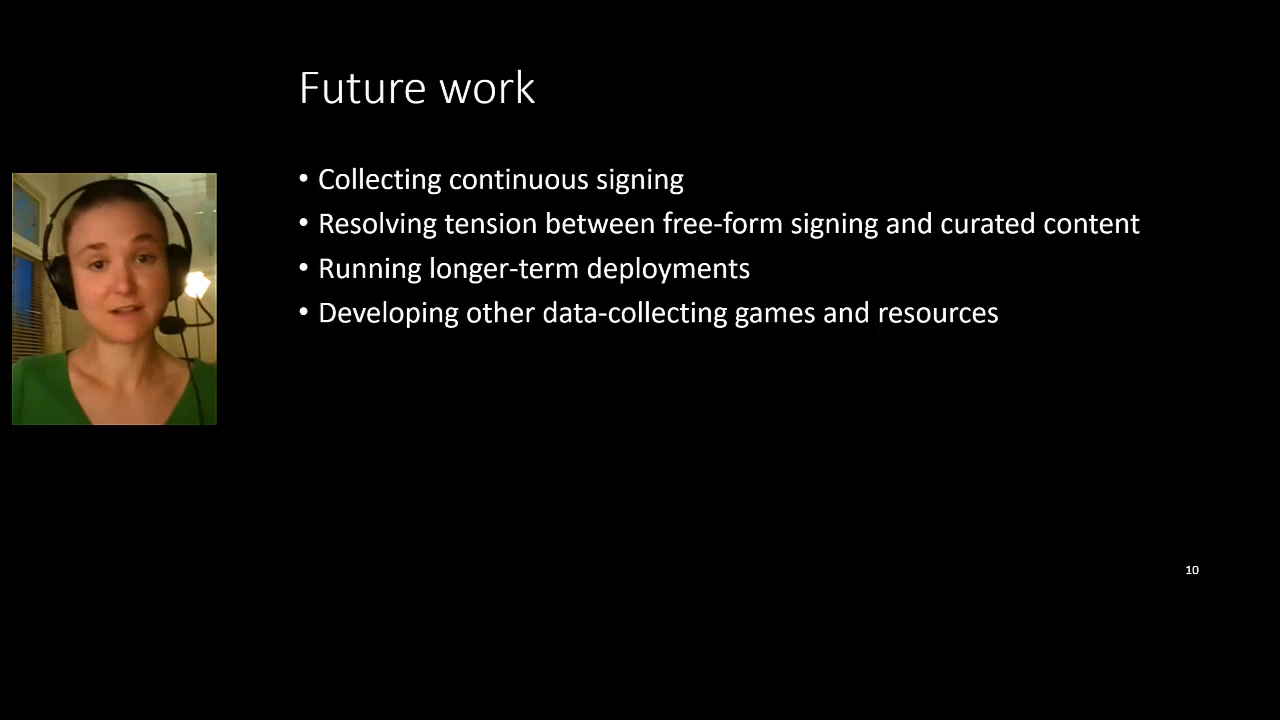 Future work
• Collecting continuous signing
• Resolving tension between free-form signing and curated content
• Running longer-term deployments
• Developing other data-collecting games and resources
10